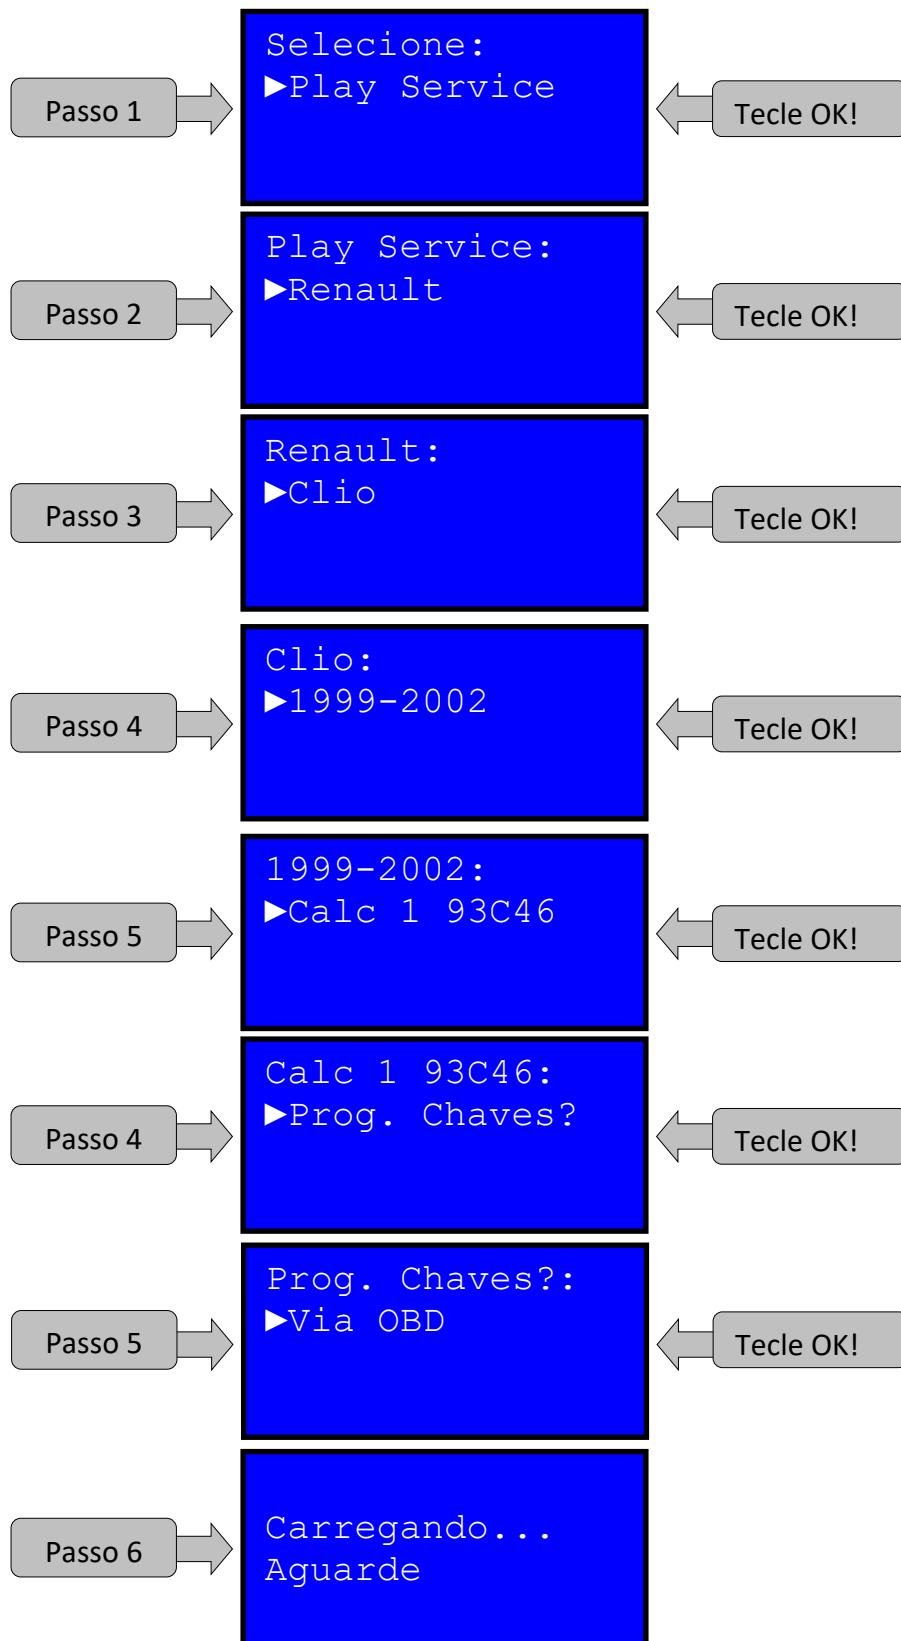 Selecione:
►Play Service
Passo 1
Tecle OK!
Play Service:
►Renault
Passo 2
Tecle OK!
Renault:
►Clio
Passo 3
Tecle OK!
Clio:
►1999-2002
Passo 4
Tecle OK!
1999-2002:
►Calc 1 93C46
Passo 5
Tecle OK!
Calc 1 93C46:
►Prog. Chaves?
Passo 4
Tecle OK!
Prog. Chaves?:
►Via OBD
Passo 5
Tecle OK!
Carregando...
Passo 6
Aguarde